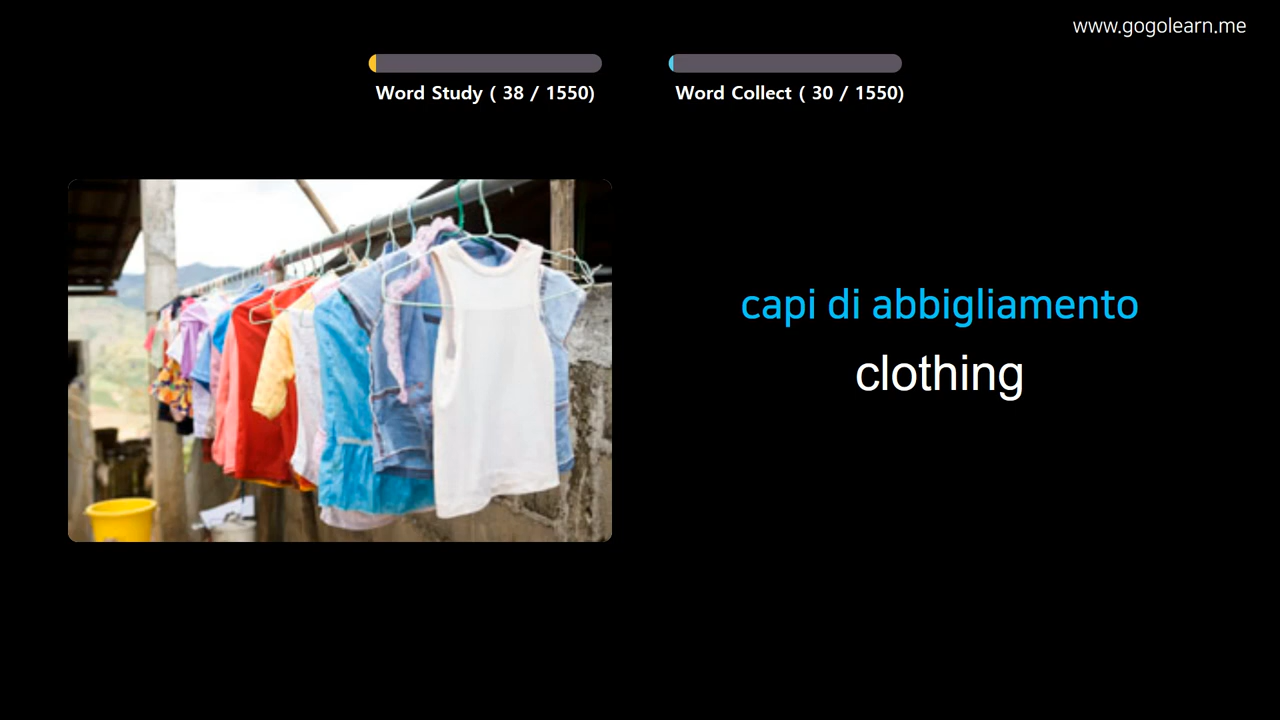 www.gogolearn.me
Word Study ( 38 / 1550)
Word Collect ( 30 / 1550)
capi di abbigliamento
clothing